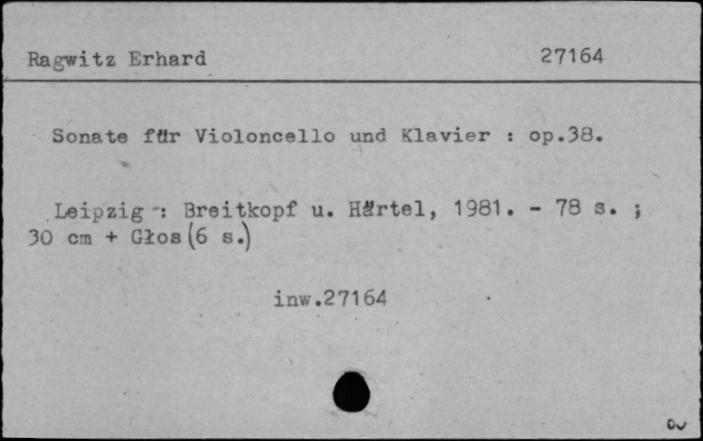 Ragwitz Erhard 27164
Sonate für Violoncello und Klavier : op.38.
Leipzig : Breitkopf u. Härtel, 1981. - 78 s. ;
30 cm + Głos (6 s.)
inw.27164